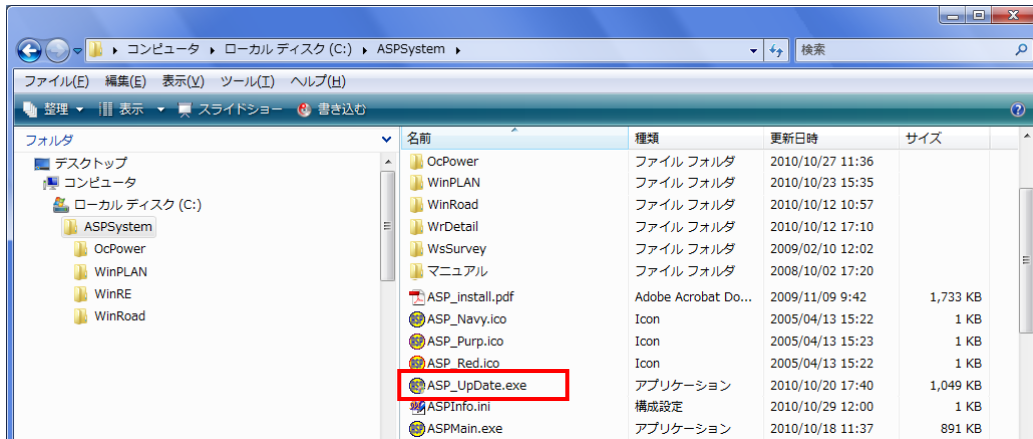 コンピュータ ローカル ディスク (C:) ASPSystem 検索
ファイル(F) 編集(E) 表示(V) ツール(T) ヘルプ(H)
整理 表示 スライドショー 書き込む
フォルダ
デスクトップ
コンピュータ
ローカル ディスク (C:)
ASPSystem
OcPower
WinPLAN
WinRE
WinRoad
名前 種類 更新日時 サイズ
OcPower ファイル フォルダ 2010/10/27 11:36
WinPLAN ファイル フォルダ 2010/10/23 15:35
WinRoad ファイル フォルダ 2010/10/12 10:57
WrDetail ファイル フォルダ 2010/10/12 17:10
WsSurvey ファイル フォルダ 2009/02/10 12:02
マニュアル ファイル フォルダ 2008/10/02 17:20
ASP_install.pdf Adobe Acrobat Do... 2009/11/09 9:42 1,733 KB
ASP_Navy.ico Icon 2005/04/13 15:22 1 KB
ASP_Purp.ico Icon 2005/04/13 15:23 1 KB
ASP_Red.ico Icon 2005/04/13 15:22 1 KB
ASP_UpDate.exe アプリケーション 2010/10/20 17:40 1,049 KB
ASPInfo.ini 構成設定 2010/10/29 12:00 1 KB
ASPMain.exe アプリケーション 2010/10/18 11:37 891 KB